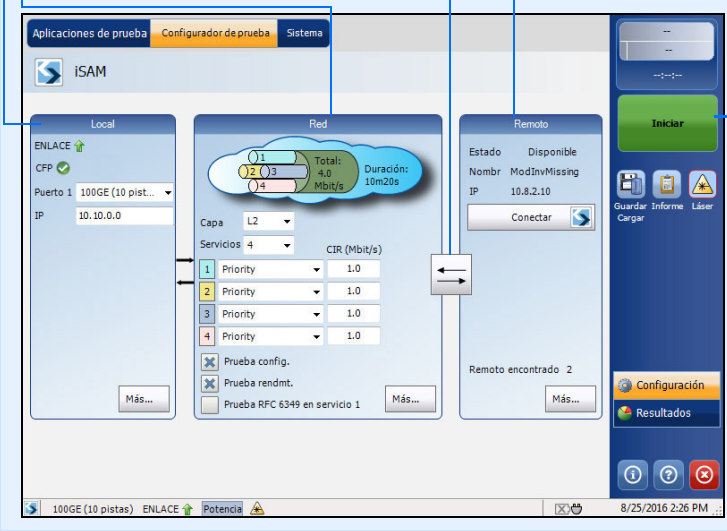 Aplicaciones de prueba Configurador de prueba Sistema
iSAM
Local
ENLACE
CFP
Puerto 1 100GE (10 pist...
IP 10.10.0.0
Más...
Red
1
2 3
4
Total:
4.0
Mbit/s
Duración:
10m20s
Capa L2
Servicios 4
CIR (Mbit/s)
1 Priority 1.0
2 Priority 1.0
3 Priority 1.0
4 Priority 1.0
Prueba config.
Prueba rendmt.
Prueba RFC 6349 en servicio 1
Más...
Remoto
Estado Disponible
Nombr ModInvMissing
IP 10.8.2.10
Conectar
Remoto encontrado 2
Más...
--
--
--:--:--
Iniciar
Guardar Informe Láser
Cargar
Configuración
Resultados
100GE (10 pistas) ENLACE Potencia
8/25/2016 2:26 PM